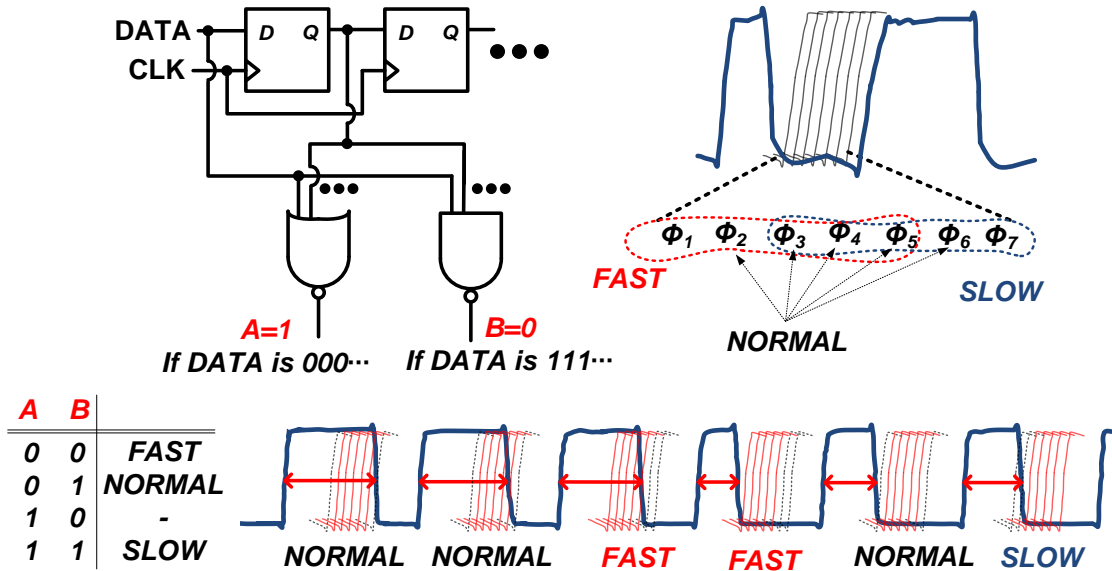 DATA
CLK
D Q
D Q
●●●
●●●
●●●
A=1
If DATA is 000···
B=0
If DATA is 111···
Φ1 Φ2 Φ3 Φ4 Φ5 Φ6 Φ7
FAST
SLOW
NORMAL
A B
0 0 FAST
0 1 NORMAL
1 0 -
1 1 SLOW
NORMAL NORMAL FAST FAST NORMAL SLOW